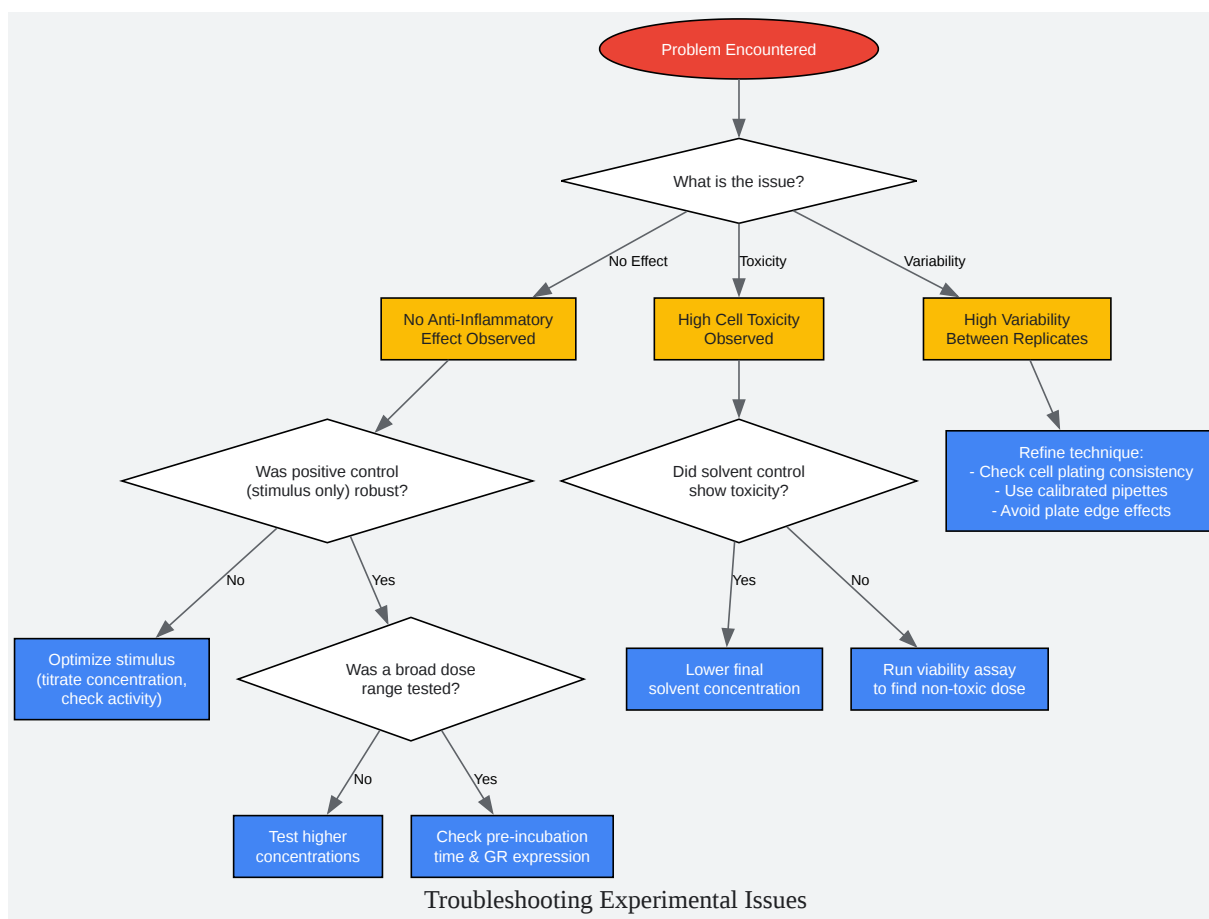 Problem Encountered
What is the issue?
No Effect
Toxicity
Variability
No Anti-Inflammatory
Effect Observed
High Cell Toxicity
Observed
High Variability
Between Replicates
Was positive control
(stimulus only) robust?
Did solvent control
show toxicity?
Refine technique:
- Check cell plating consistency
- Use calibrated pipettes
- Avoid plate edge effects
No
Yes
Yes
No
Optimize stimulus
(titrate concentration,
check activity)
Was a broad dose
range tested?
Lower final
solvent concentration
Run viability assay
to find non-toxic dose
No
Yes
Test higher
concentrations
Check pre-incubation
time & GR expression
Troubleshooting Experimental Issues